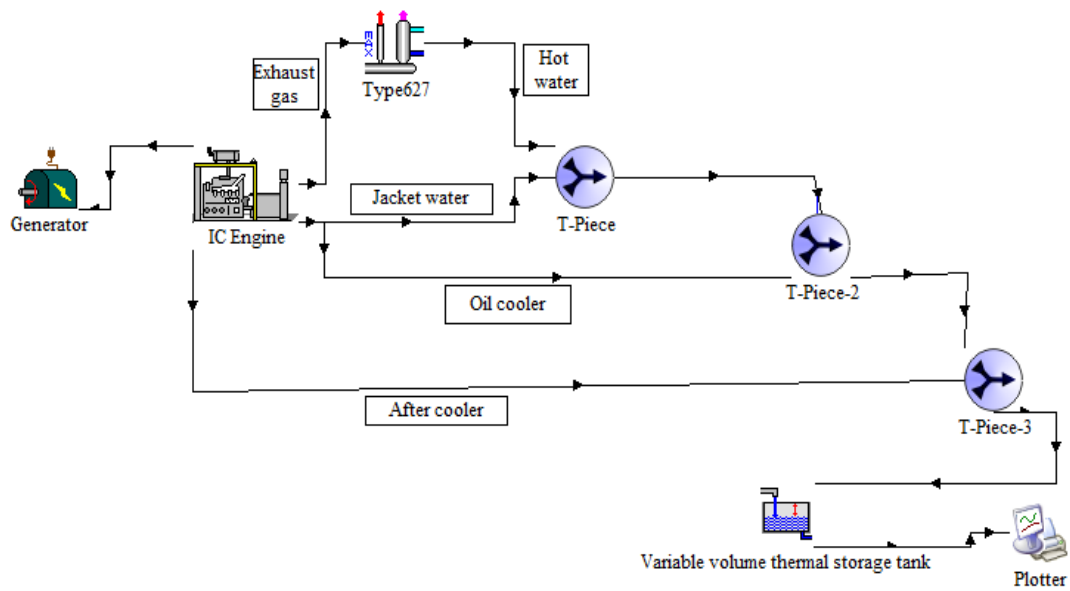 Exhaust
gas
Type627
Hot
water
Generator
IC Engine
Jacket water
T-Piece
T-Piece-2
Oil cooler
After cooler
T-Piece-3
Variable volume thermal storage tank
Plotter